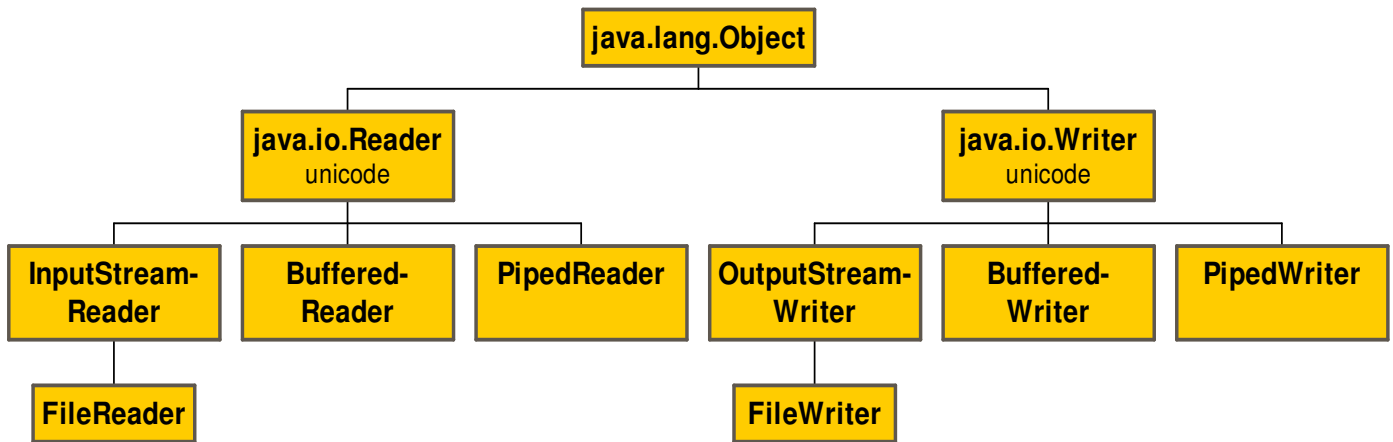 java.lang.Object
java.io.Reader
unicode
java.io.Writer
unicode
InputStream-
Reader
Buffered-
Reader
PipedReader
OutputStream-
Writer
Buffered-
Writer
PipedWriter
FileReader
FileWriter